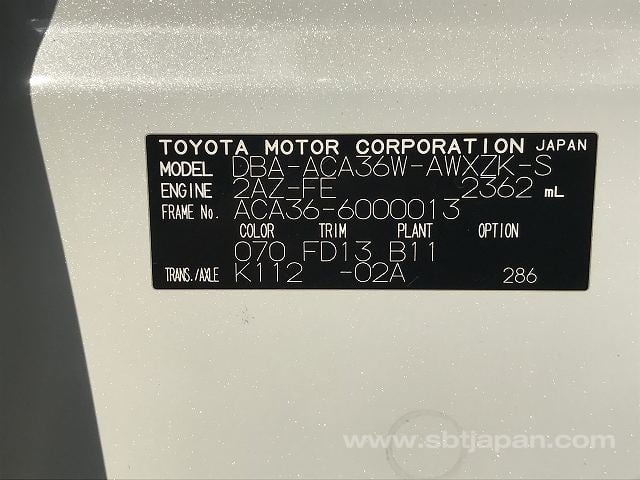 TOYOTA MOTOR CORPORATION JAPAN
MODEL DBA-ACA36W-AWXZK-S
ENGINE 2AZ-FE 2362 mL
FRAME No. ACA36-6000013
COLOR TRIM PLANT OPTION
070 FD13 B11
TRANS./AXLE K112 -02A 286
www.sbtjapan.com